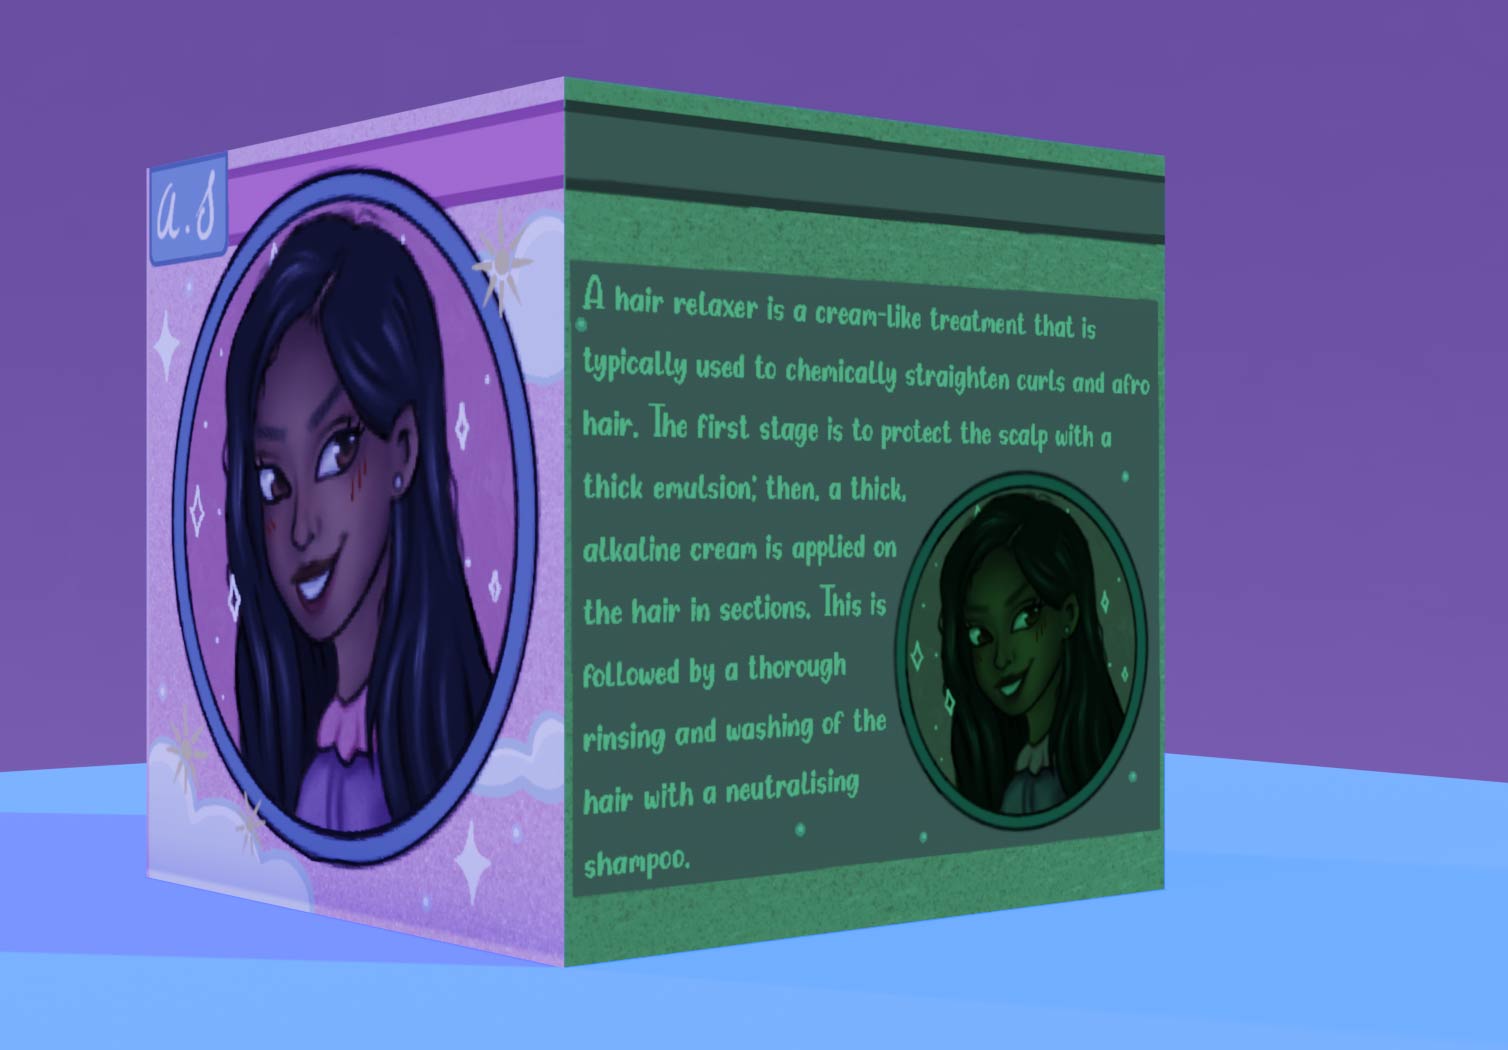 a.s
A hair relaxer is a cream-like treatment that is
typically used to chemically straighten curls and afro
hair. The first stage is to protect the scalp with a
thick emulsion; then, a thick,
alkaline cream is applied on
the hair in sections. This is
followed by a thorough
rinsing and washing of the
hair with a neutralising
shampoo.